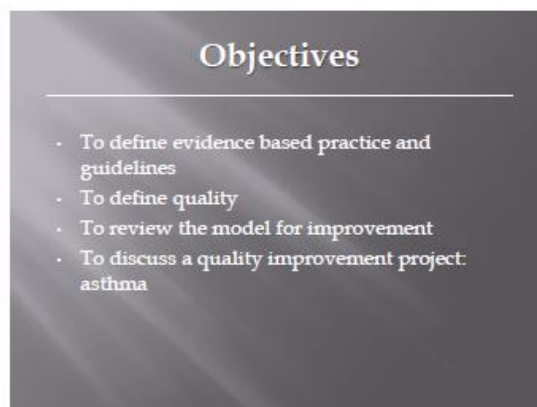 Objectives
· To define evidence based practice and
guidelines
· To define quality
· To review the model for improvement
· To discuss a quality improvement project:
asthma